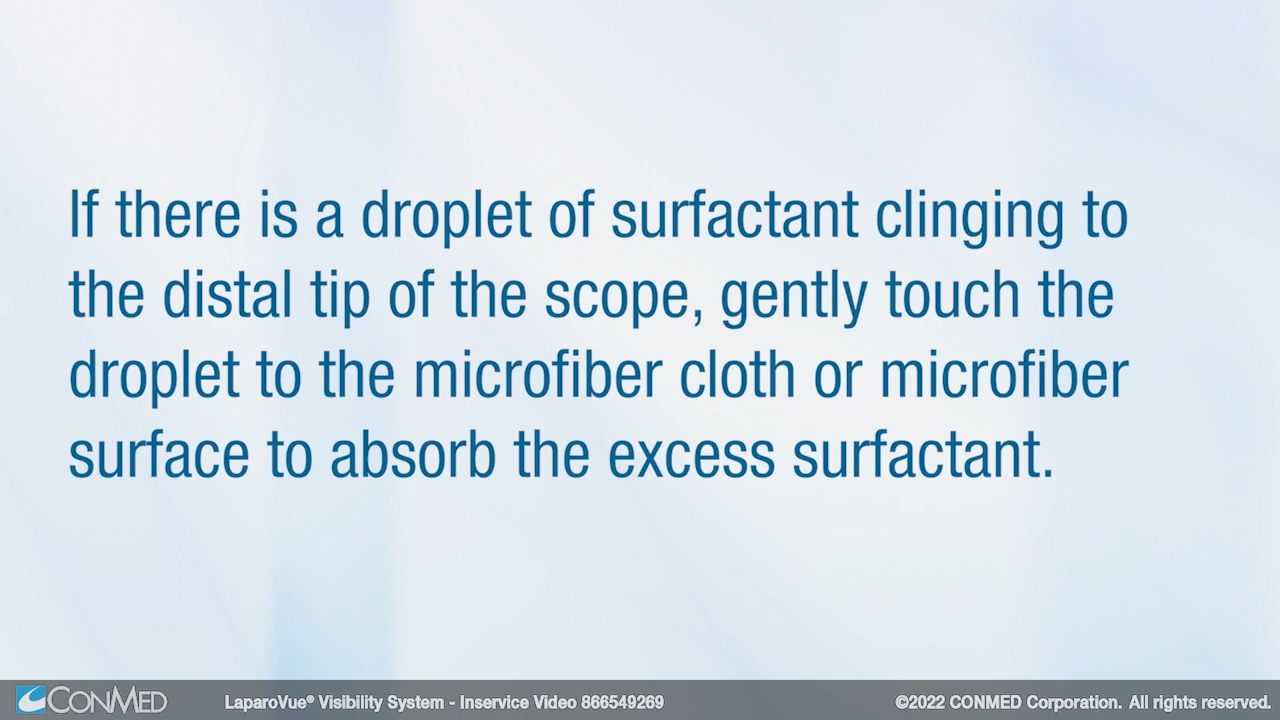 If there is a droplet of surfactant clinging to
the distal tip of the scope, gently touch the
droplet to the microfiber cloth or microfiber
surface to absorb the excess surfactant.
CONMED LaparoVue® Visibility System - Inservice Video 866549269 ©2022 CONMED Corporation. All rights reserved.